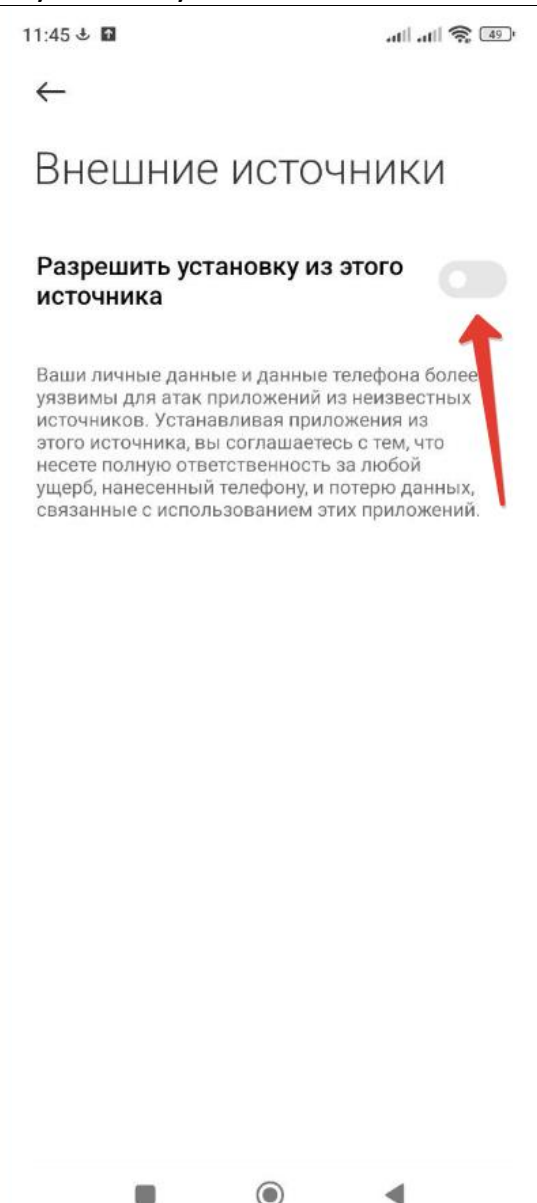 11:45
49
Внешние источники
Разрешить установку из этого
источника
Ваши личные данные и данные телефона более
уязвимы для атак приложений из неизвестных
источников. Устанавливая приложения из
этого источника, вы соглашаетесь с тем, что
несете полную ответственность за любой
ущерб, нанесенный телефону, и потерю данных,
связанные с использованием этих приложений.